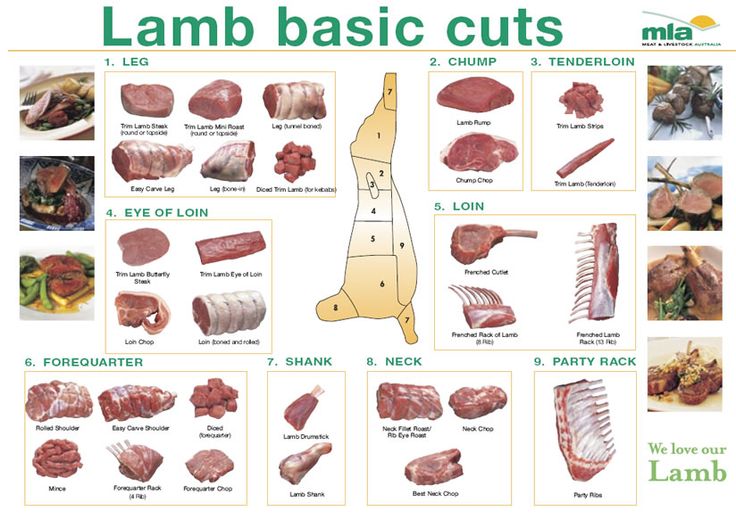 Lamb basic cuts
mla
MEAT & LIVESTOCK AUSTRALIA
1. LEG
Trim Lamb Steak
(round or topside)
Trim Lamb Mini Roast
(round or topside)
Leg (tunnel boned)
Easy Carve Leg
Leg (bone-in)
Diced Trim Lamb (for kebabs)
7
1
2
3
4
5
9
6
8
7
2. CHUMP
Lamb Rump
Chump Chop
3. TENDERLOIN
Trim Lamb Strips
Trim Lamb (Tenderloin)
4. EYE OF LOIN
Trim Lamb Butterfly
Steak
Trim Lamb Eye of Loin
Loin Chop
Loin (boned and rolled)
5. LOIN
Frenched Cutlet
Frenched Rack of Lamb
(8 Rib)
Frenched Lamb
Rack (13 Rib)
6. FOREQUARTER
Rolled Shoulder
Easy Carve Shoulder
Diced
(forequarter)
Mince
Forequarter Rack
(4 Rib)
Forequarter Chop
7. SHANK
Lamb Drumstick
Lamb Shank
8. NECK
Neck Fillet Roast/
Rib Eye Roast
Neck Chop
Best Neck Chop
9. PARTY RACK
Party Ribs
We love our
Lamb